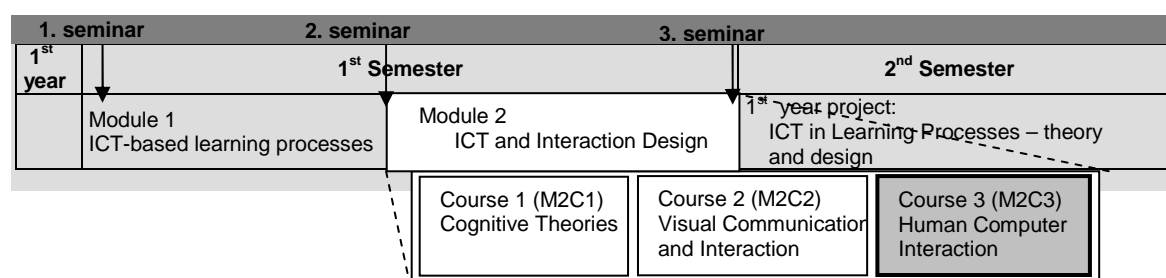 1. seminar 2. seminar 3. seminar
1st year 1st Semester 2nd Semester
Module 1
ICT-based learning processes
Module 2
ICT and Interaction Design
1st year project:
ICT in Learning Processes – theory
and design
Course 1 (M2C1)
Cognitive Theories
Course 2 (M2C2)
Visual Communication
and Interaction
Course 3 (M2C3)
Human Computer
Interaction